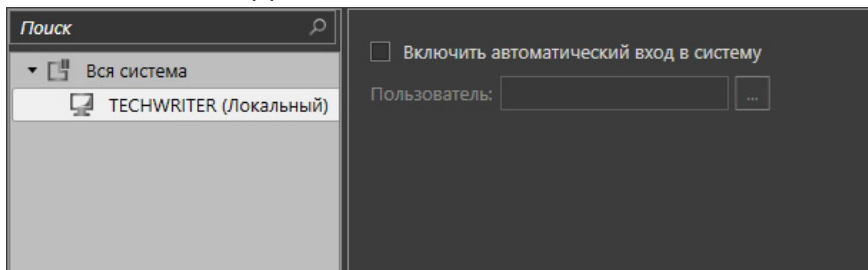 Поиск
Вся система
TECHWRITER (Локальный)
Включить автоматический вход в систему
Пользователь:
...